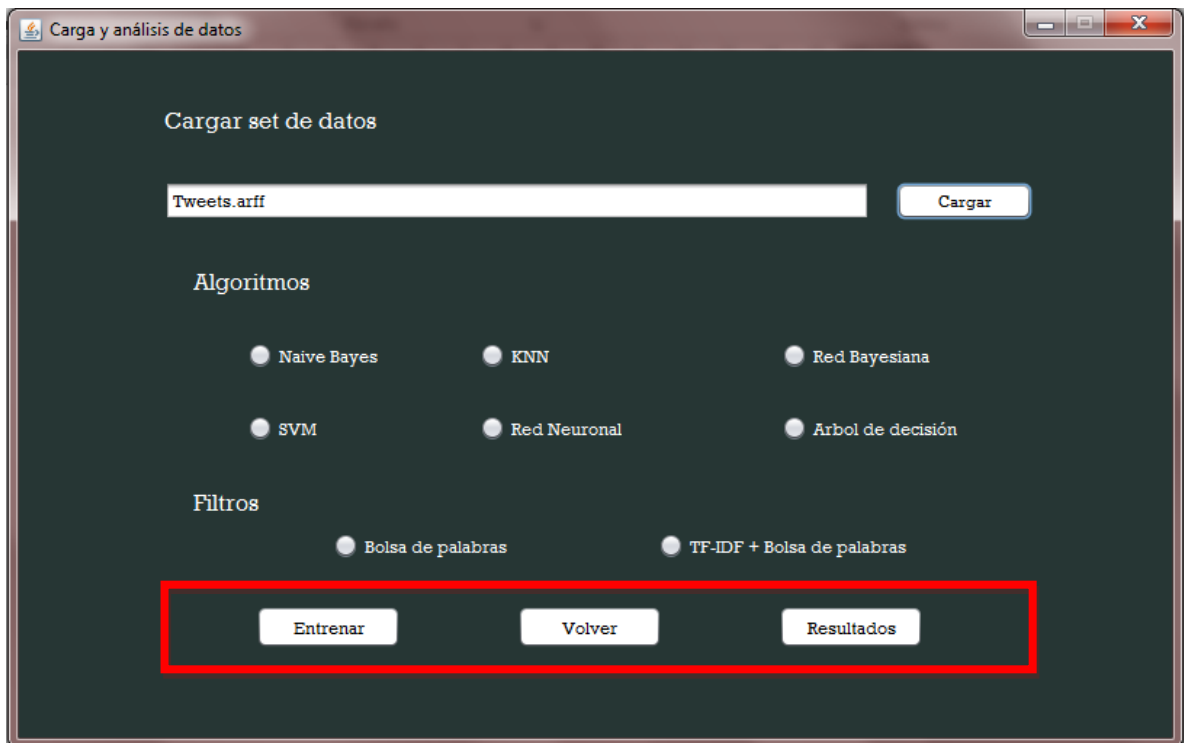 Carga y análisis de datos
Cargar set de datos
Tweets.arff Cargar
Algoritmos
Naive Bayes KNN Red Bayesiana
SVM Red Neuronal Arbol de decisión
Filtros
Bolsa de palabras TF-IDF + Bolsa de palabras
Entrenar Volver Resultados